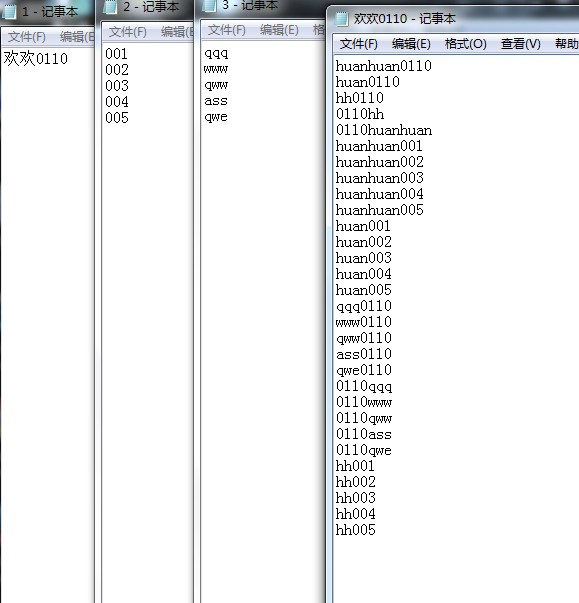 1 - 记事本
文件(F) 编辑(E
欢欢0110
2 - 记事本
文件(F) 编辑(E
001
002
003
004
005
3 - 记事本
文件(F) 编辑(E) 格
qqq
www
qww
ass
qwe
欢欢0110 - 记事本
文件(F) 编辑(E) 格式(O) 查看(V) 帮助
huanhuan0110
huan0110
hh0110
0110hh
0110huanhuan
huanhuan001
huanhuan002
huanhuan003
huanhuan004
huanhuan005
huan001
huan002
huan003
huan004
huan005
qqq0110
www0110
qww0110
ass0110
qwe0110
0110qqq
0110www
0110qww
0110ass
0110qwe
hh001
hh002
hh003
hh004
hh005